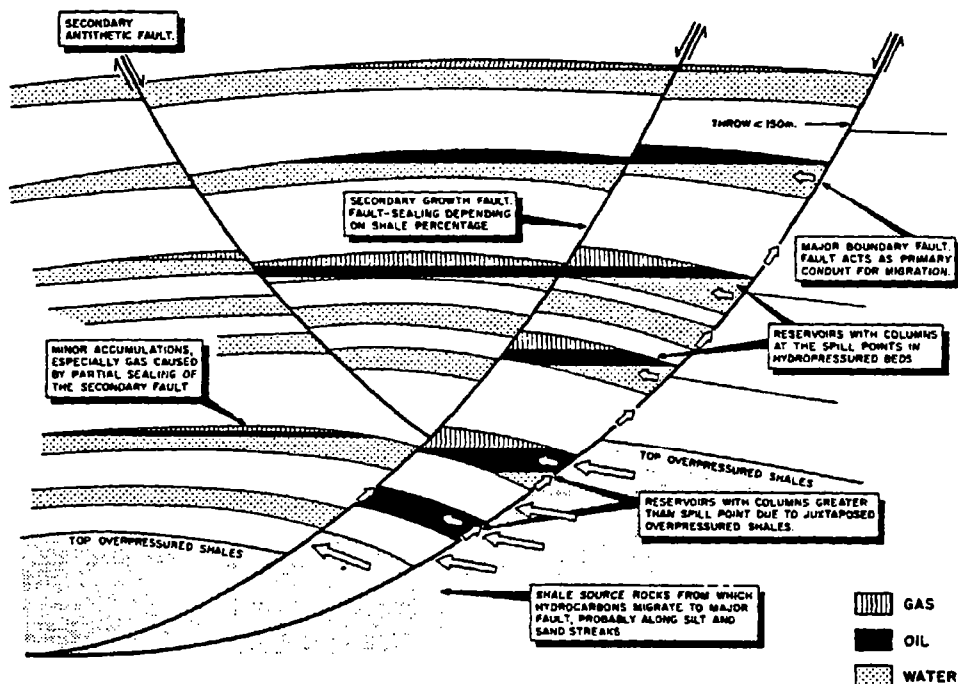 SECONDARY
ANTITHETIC FAULT.
THROW < 150m.
SECONDARY GROWTH FAULT.
FAULT-SEALING DEPENDING
ON SHALE PERCENTAGE
MAJOR BOUNDARY FAULT.
FAULT ACTS AS PRIMARY
CONDUIT FOR MIGRATION.
RESERVOIRS WITH COLUMNS
AT THE SPILL POINTS IN
HYDROPRESSURED BEDS
MINOR ACCUMULATIONS,
ESPECIALLY GAS CAUSED
BY PARTIAL SEALING OF
THE SECONDARY FAULT
TOP OVERPRESSURED SHALES
RESERVOIRS WITH COLUMNS GREATER
THAN SPILL POINT DUE TO JUXTAPOSED
OVERPRESSURED SHALES.
TOP OVERPRESSURED SHALES
SHALE SOURCE ROCKS FROM WHICH
HYDROCARBONS MIGRATE TO MAJOR
FAULT, PROBABLY ALONG SILT AND
SAND STREAKS
GAS
OIL
WATER